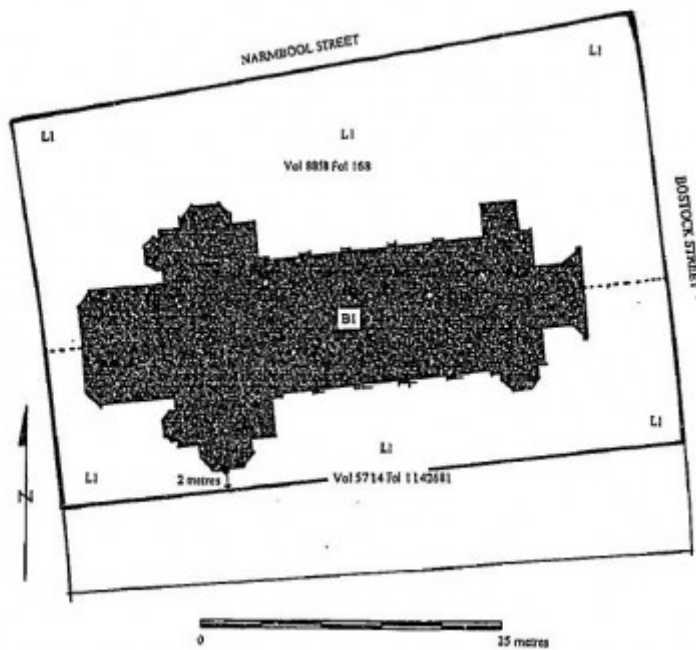 NARMBOOL STREET
L1
L1
L1
Vol 8858 Fol 168
BOSTOCK STREET
B1
L1
L1
L1
2 metres
Vol 5714 Fol 1142681
N
0
25 metres